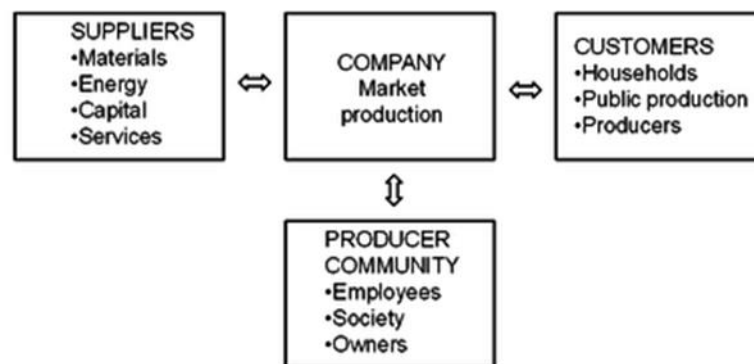 SUPPLIERS
•Materials
•Energy
•Capital
•Services
COMPANY
Market
production
CUSTOMERS
•Households
•Public production
•Producers
PRODUCER
COMMUNITY
•Employees
•Society
•Owners